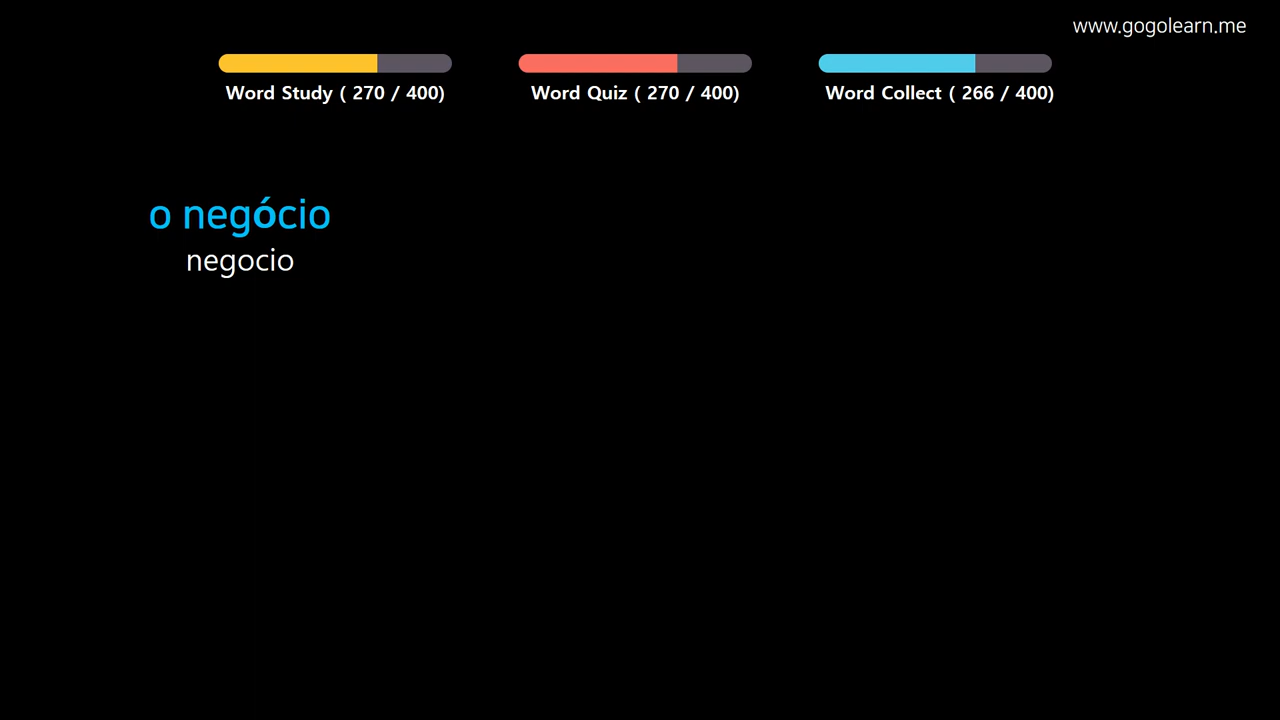 www.gogolearn.me
Word Study ( 270 / 400)
Word Quiz ( 270 / 400)
Word Collect ( 266 / 400)
o negócio
negocio